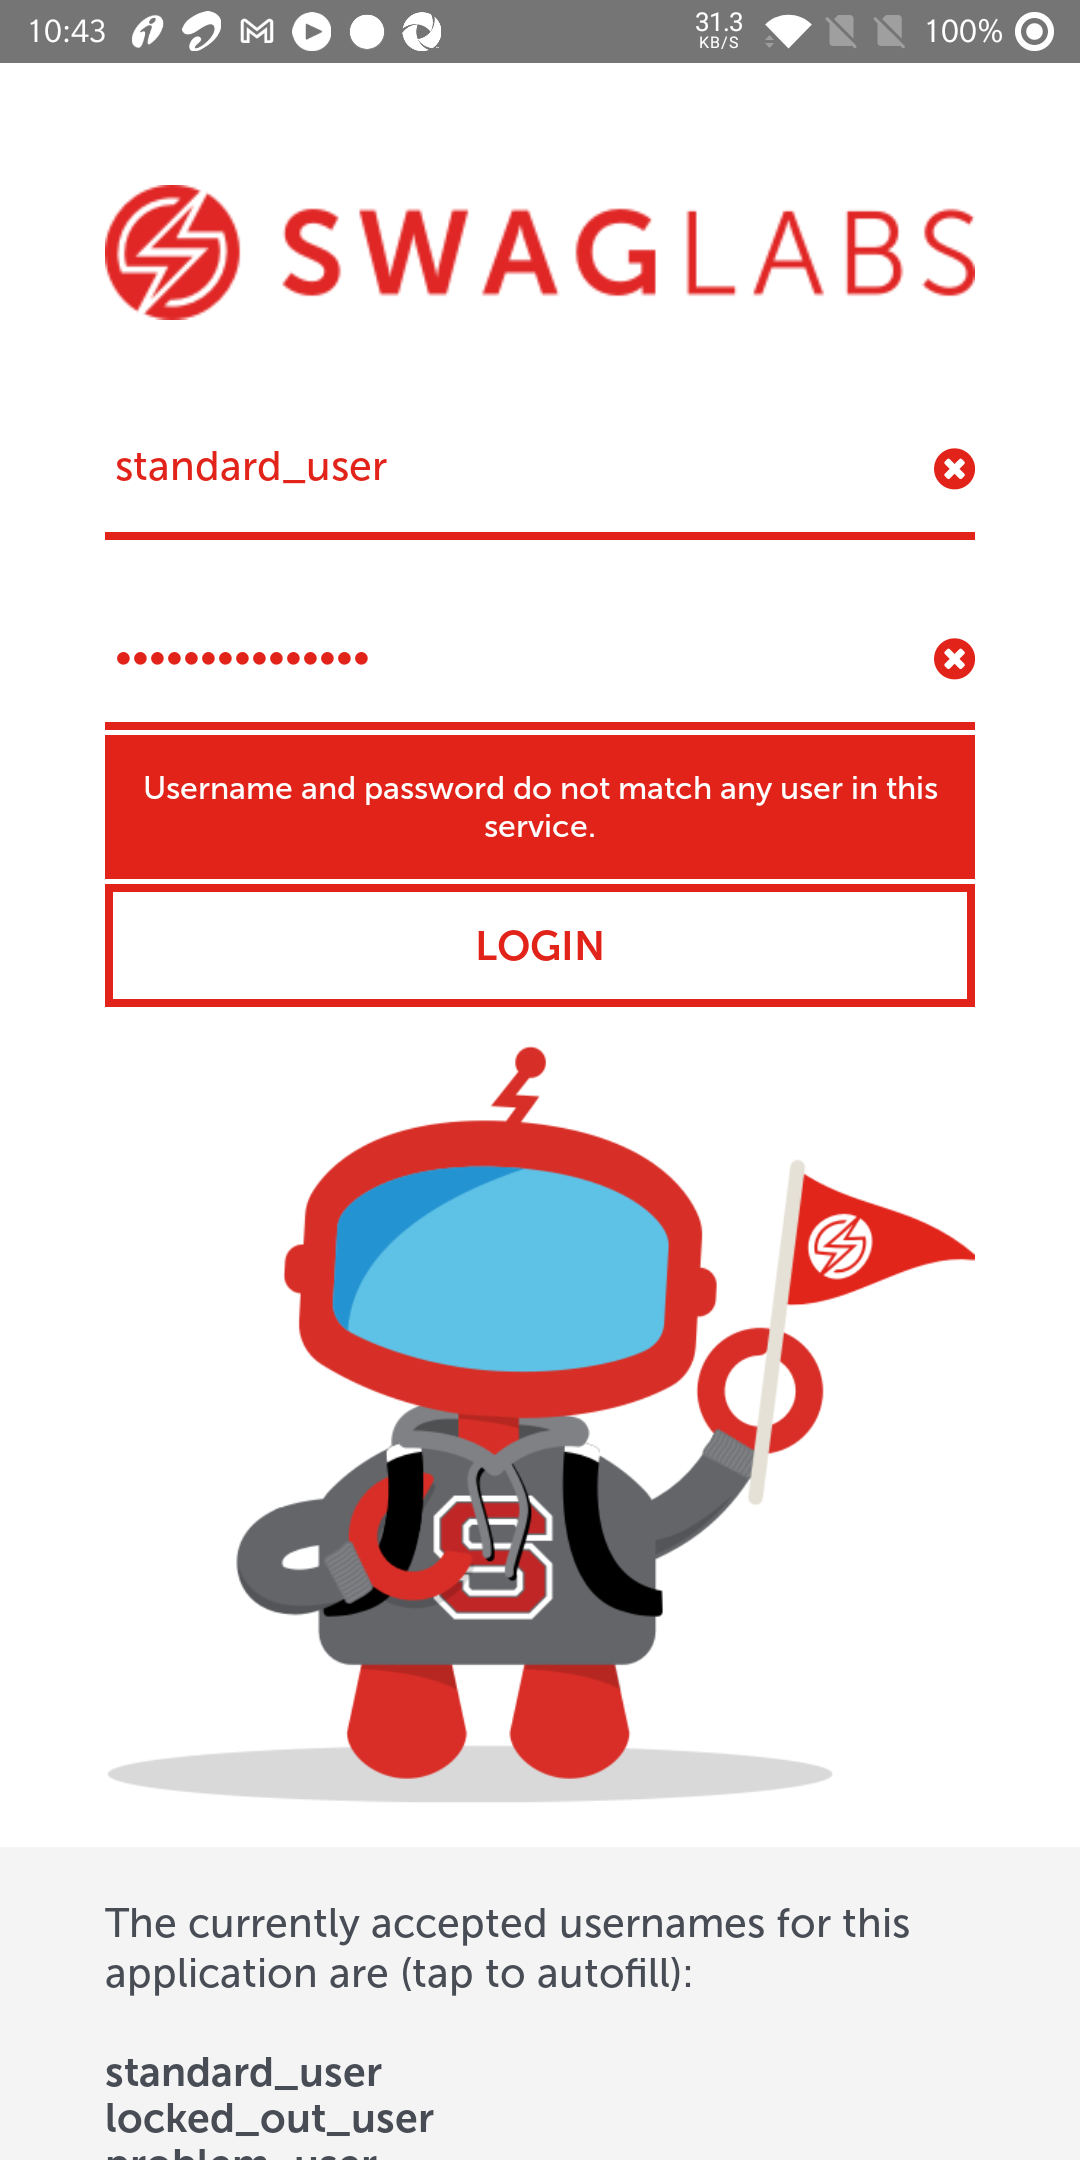 10:43
31.3
KB/S
100%
SWAGLABS
standard_user
•••••••••••••••
Username and password do not match any user in this
service.
LOGIN
S
The currently accepted usernames for this
application are (tap to autofill):
standard_user
locked_out_user
problem_user